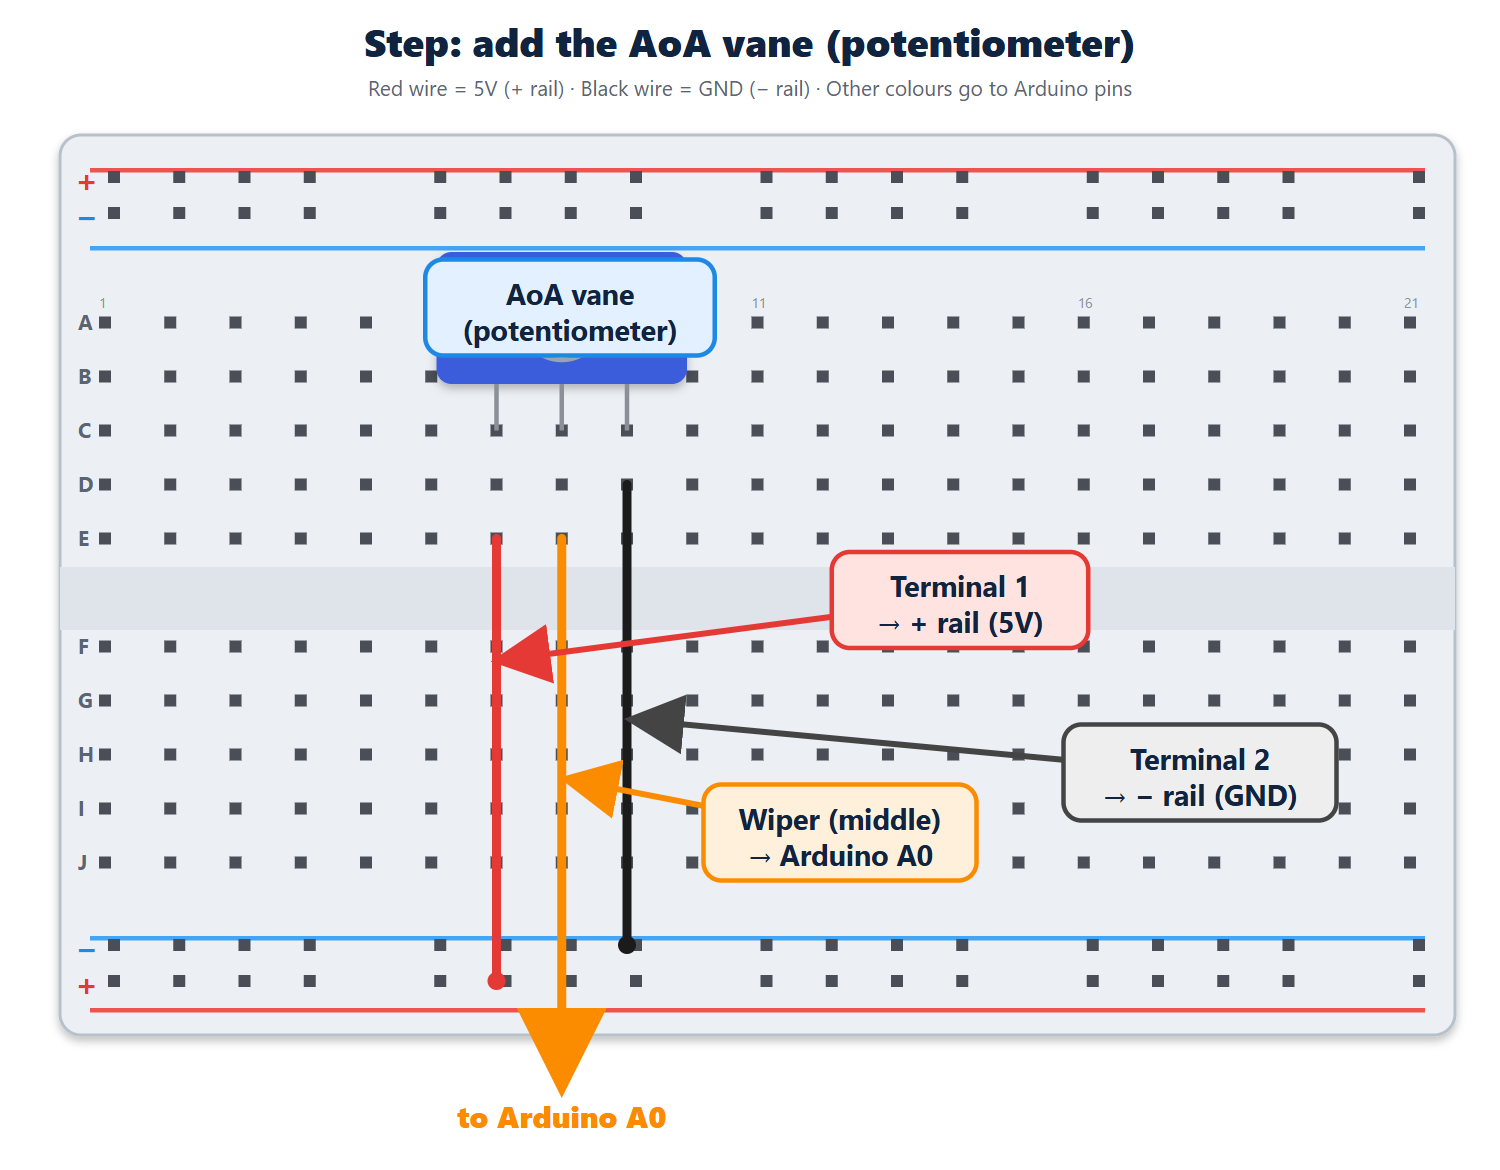 Step: add the AoA vane (potentiometer)
Red wire = 5V (+ rail) · Black wire = GND (− rail) · Other colours go to Arduino pins
+
−
AoA vane
(potentiometer)
1
11
16
21
A
B
C
D
E
Terminal 1
→ + rail (5V)
F
G
H
Terminal 2
→ − rail (GND)
I
Wiper (middle)
→ Arduino A0
J
−
+
to Arduino A0